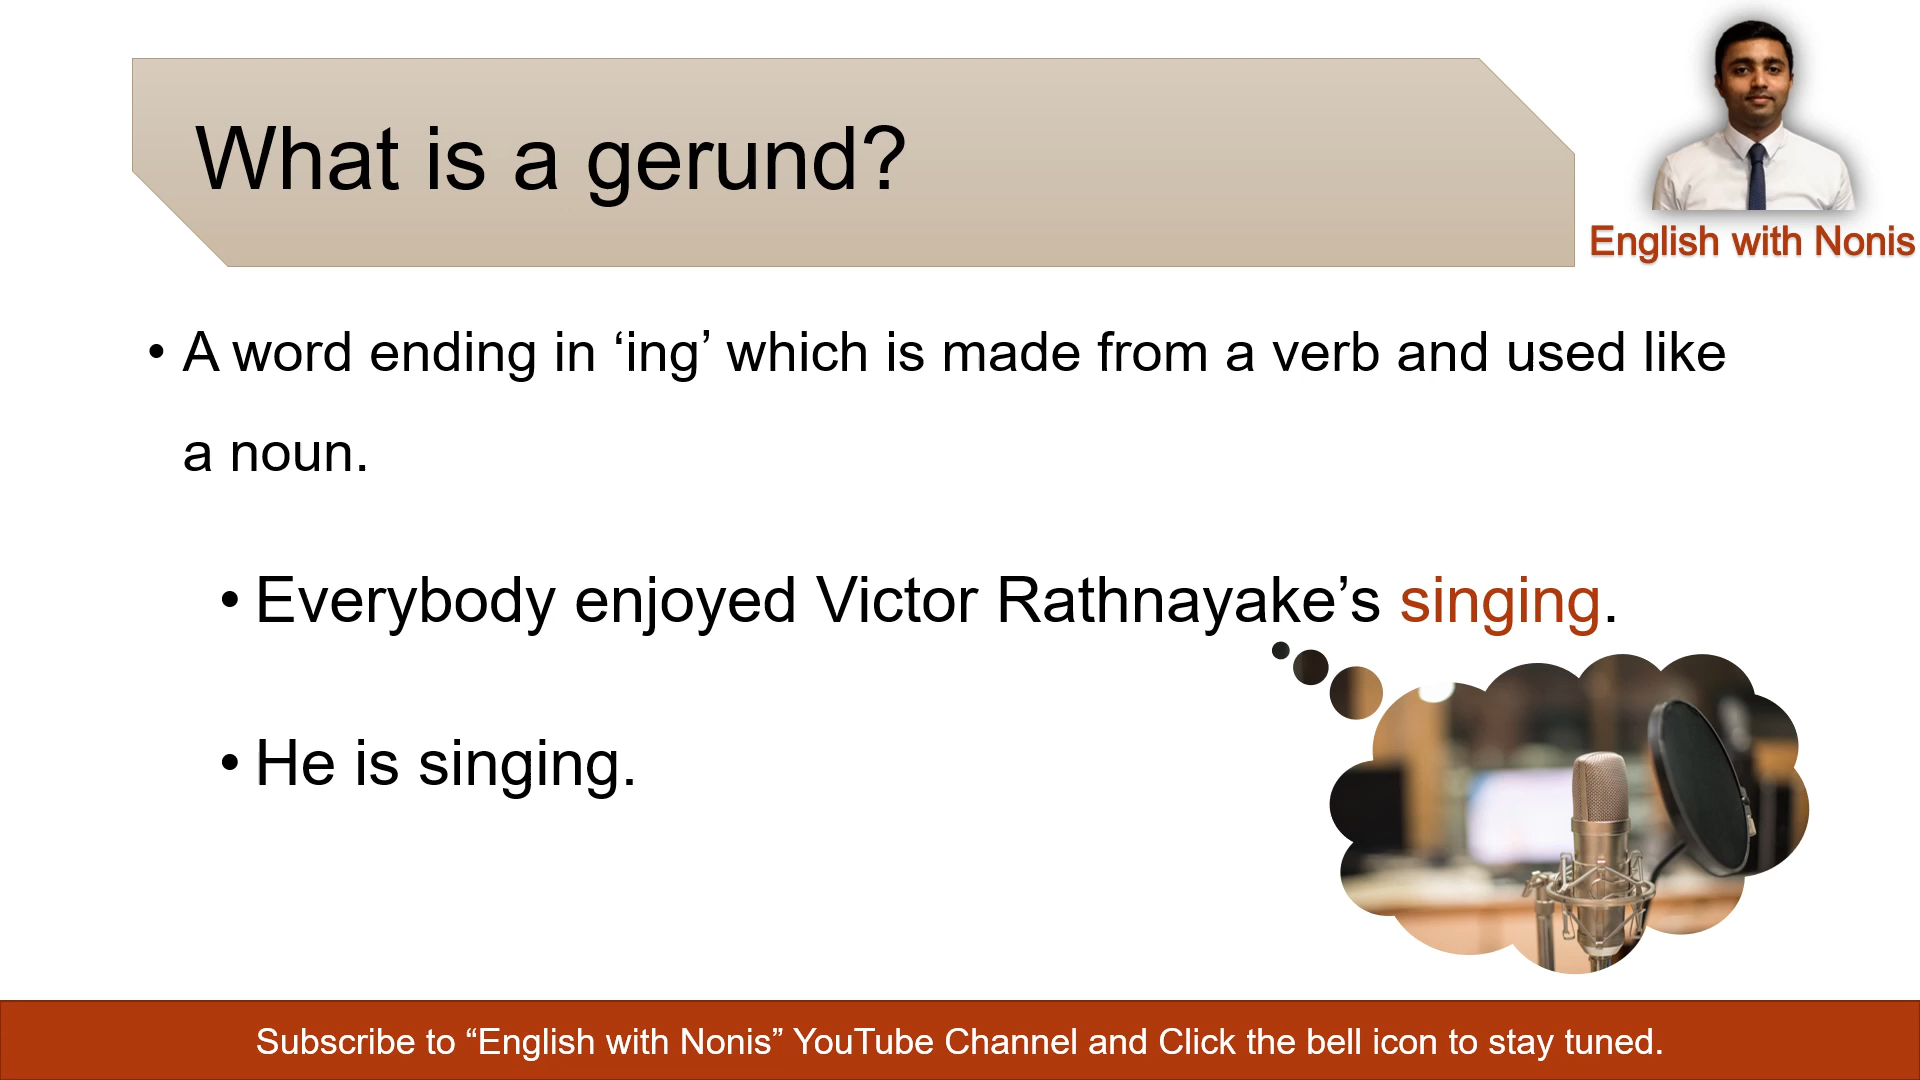 What is a gerund?
English with Nonis
• A word ending in ‘ing’ which is made from a verb and used like
a noun.
• Everybody enjoyed Victor Rathnayake’s singing.
• He is singing.
Subscribe to “English with Nonis” YouTube Channel and Click the bell icon to stay tuned.